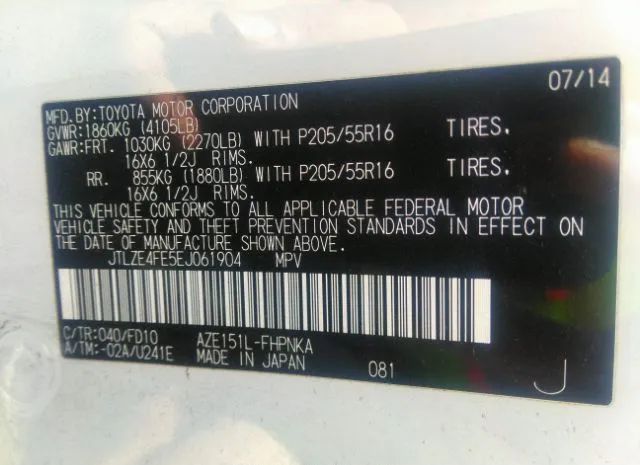 MFD.BY:TOYOTA MOTOR CORPORATION 07/14
GVWR:1860KG (4105LB)
GAWR:FRT. 1030KG (2270LB) WITH P205/55R16 TIRES.
16X6 1/2J RIMS.
RR. 855KG (1880LB) WITH P205/55R16 TIRES.
16X6 1/2J RIMS.
THIS VEHICLE CONFORMS TO ALL APPLICABLE FEDERAL MOTOR
VEHICLE SAFETY AND THEFT PREVENTION STANDARDS IN EFFECT ON
THE DATE OF MANUFACTURE SHOWN ABOVE.
JTLZE4FE5EJ061904 MPV
C/TR:040/FD10 AZE151L-FHPNKA
A/TM:-02A/U241E MADE IN JAPAN 081 J